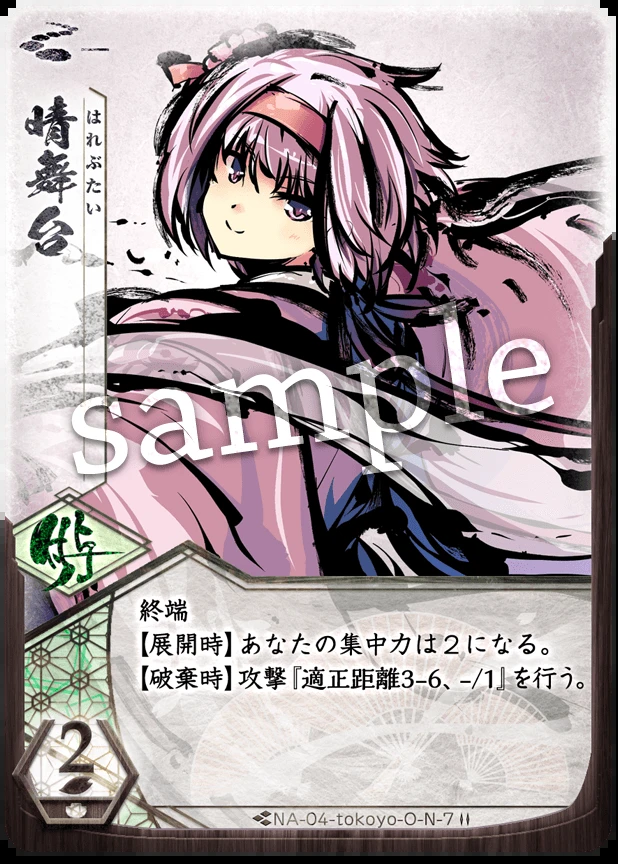 晴舞台
はれぶたい
sample
終端
【展開時】あなたの集中力は2になる。
【破棄時】攻撃『適正距離3-6、-/1』を行う。
2
NA-04-tokoyo-O-N-7